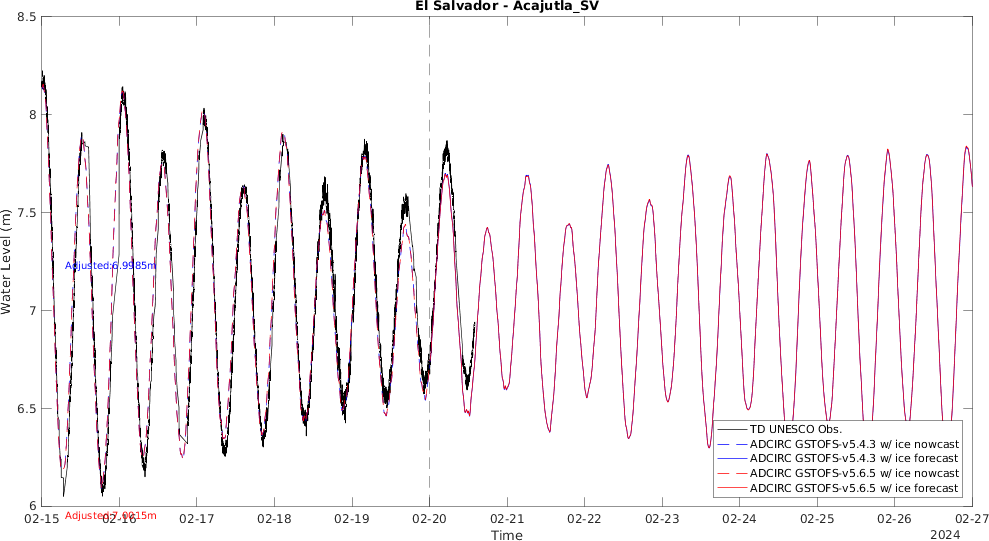 El Salvador - Acajutla_SV
8.5
8
7.5
7
6.5
6
Water Level (m)
Adjusted:6.9985m
Adjusted:7.0215m
TD UNESCO Obs.
ADCIRC GSTOFS-v5.4.3 w/ ice nowcast
ADCIRC GSTOFS-v5.4.3 w/ ice forecast
ADCIRC GSTOFS-v5.6.5 w/ ice nowcast
ADCIRC GSTOFS-v5.6.5 w/ ice forecast
02-15 02-16 02-17 02-18 02-19 02-20 02-21 02-22 02-23 02-24 02-25 02-26 02-27
Time
2024